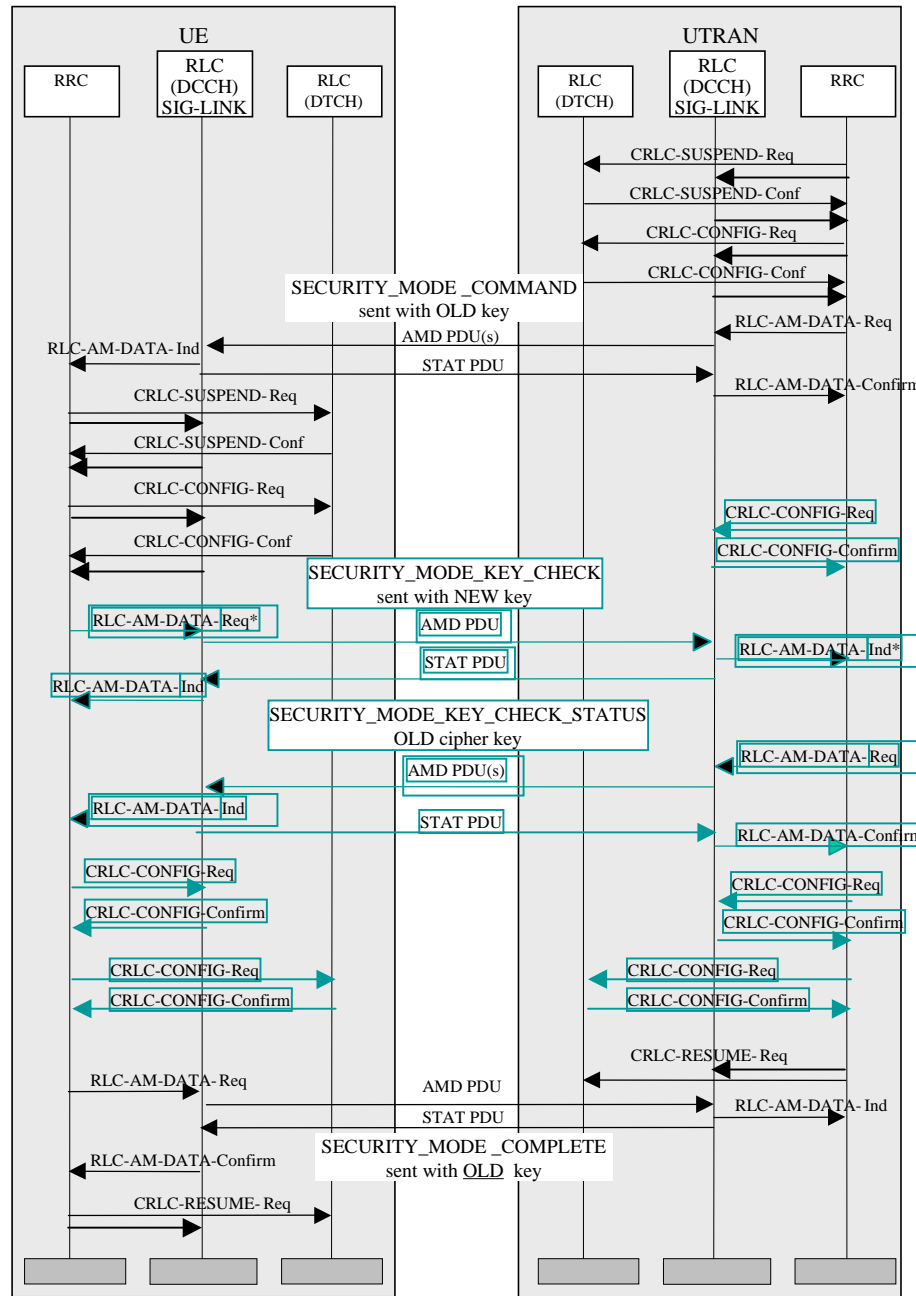 UE
UTRAN
RRC
RLC
(DCCH)
SIG-LINK
RLC
(DTCH)
RLC
(DTCH)
RLC
(DCCH)
SIG-LINK
RRC
CRLC-SUSPEND-Req
CRLC-SUSPEND-Conf
CRLC-CONFIG-Req
CRLC-CONFIG-Conf
SECURITY_MODE _COMMAND
sent with OLD key
RLC-AM-DATA-Req
AMD PDU(s)
RLC-AM-DATA-Ind
STAT PDU
RLC-AM-DATA-Confirm
CRLC-SUSPEND-Req
CRLC-SUSPEND-Conf
CRLC-CONFIG-Req
CRLC-CONFIG-Req
CRLC-CONFIG-Conf
CRLC-CONFIG-Confirm
SECURITY_MODE_KEY_CHECK
sent with NEW key
RLC-AM-DATA-Req*
AMD PDU
RLC-AM-DATA-Ind*
STAT PDU
RLC-AM-DATA-Ind
SECURITY_MODE_KEY_CHECK_STATUS
OLD cipher key
RLC-AM-DATA-Req
AMD PDU(s)
RLC-AM-DATA-Ind
STAT PDU
RLC-AM-DATA-Confirm
CRLC-CONFIG-Req
CRLC-CONFIG-Req
CRLC-CONFIG-Confirm
CRLC-CONFIG-Confirm
CRLC-CONFIG-Req
CRLC-CONFIG-Req
CRLC-CONFIG-Confirm
CRLC-CONFIG-Confirm
CRLC-RESUME-Req
RLC-AM-DATA-Req
AMD PDU
RLC-AM-DATA-Ind
STAT PDU
SECURITY_MODE _COMPLETE
sent with OLD key
RLC-AM-DATA-Confirm
CRLC-RESUME-Req